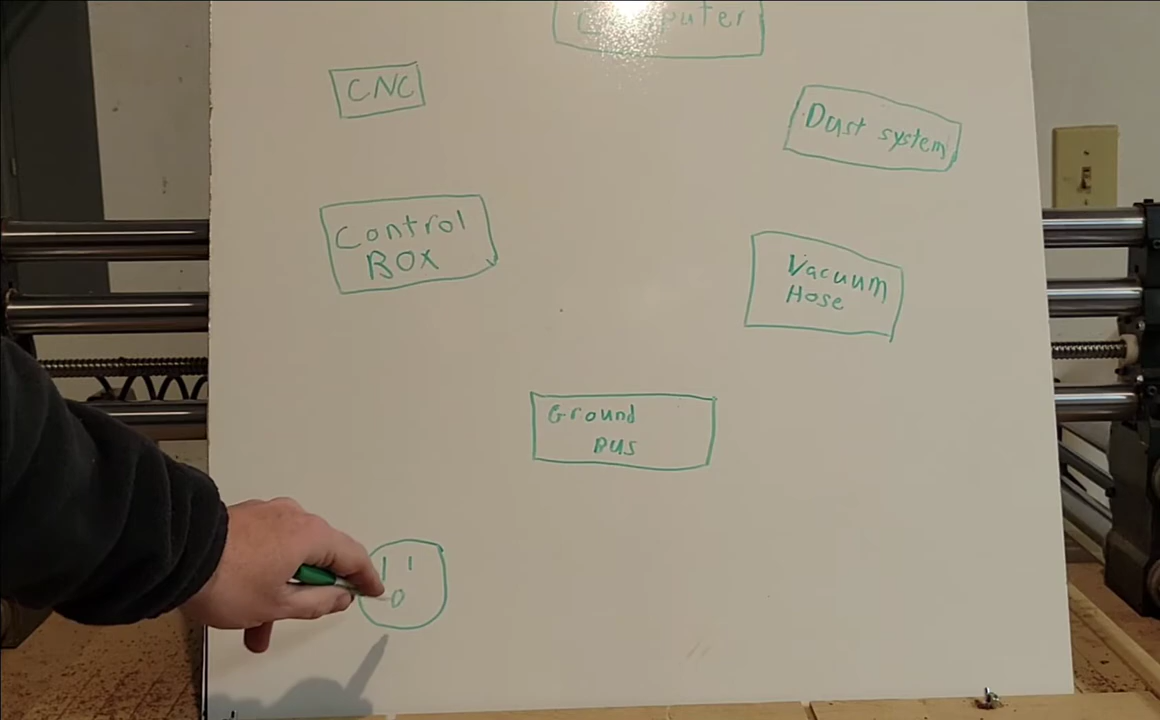 Computer
CNC
Dust system
Control
BOX
Vacuum
Hose
Ground
BUS